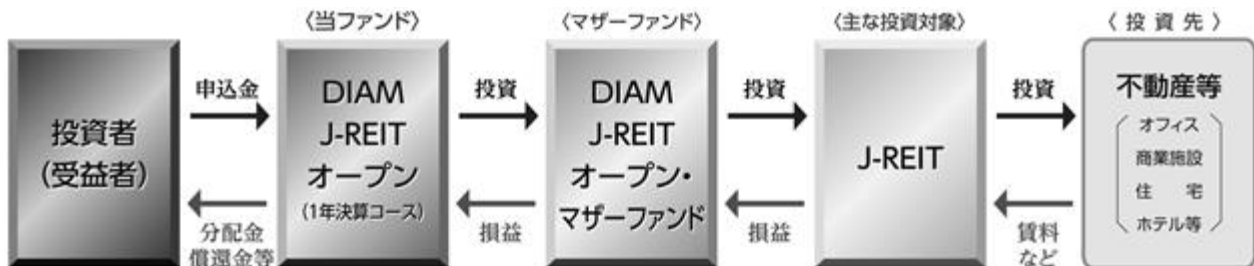 〈当ファンド〉
〈マザーファンド〉
〈主な投資対象〉
〈投資先〉
投資者
(受益者)
申込金
分配金
償還金等
DIAM
J-REIT
オープン
(1年決算コース)
投資
損益
DIAM
J-REIT
オープン・
マザーファンド
投資
損益
J-REIT
投資
賃料
など
不動産等
オフィス
商業施設
住 宅
ホテル等